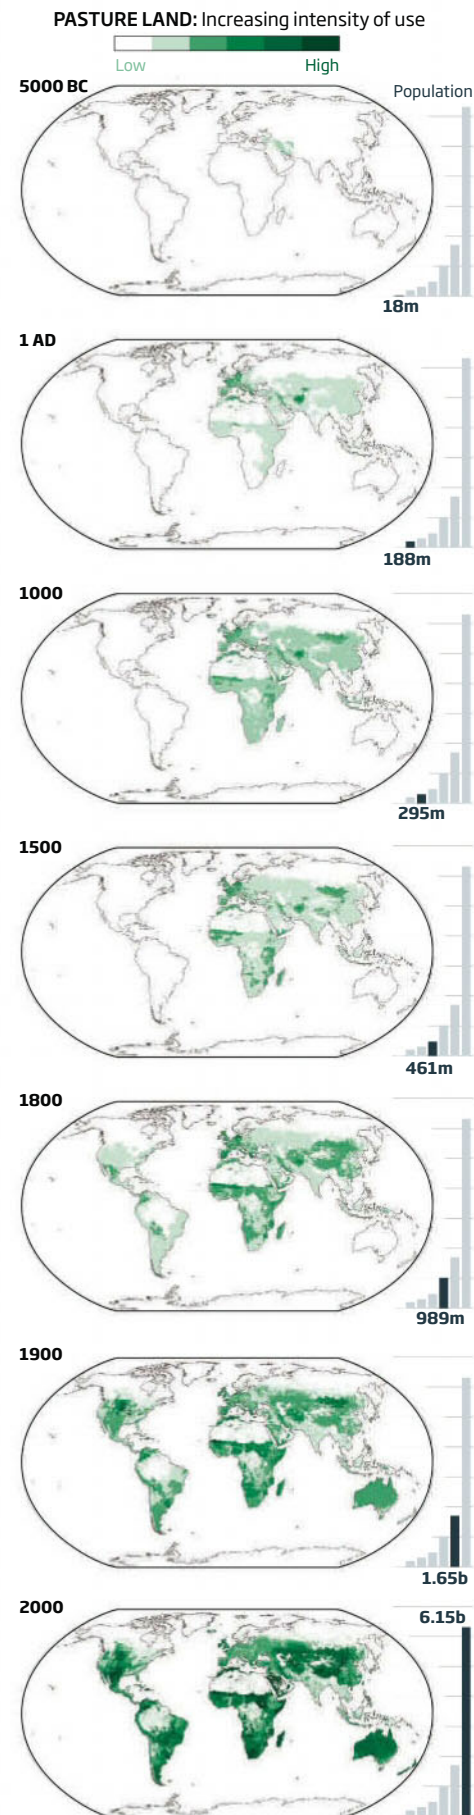 PASTURE LAND: Increasing intensity of use
Low High
5000 BC
Population
18m
1 AD
188m
1000
295m
1500
461m
1800
989m
1900
1.65b
2000
6.15b